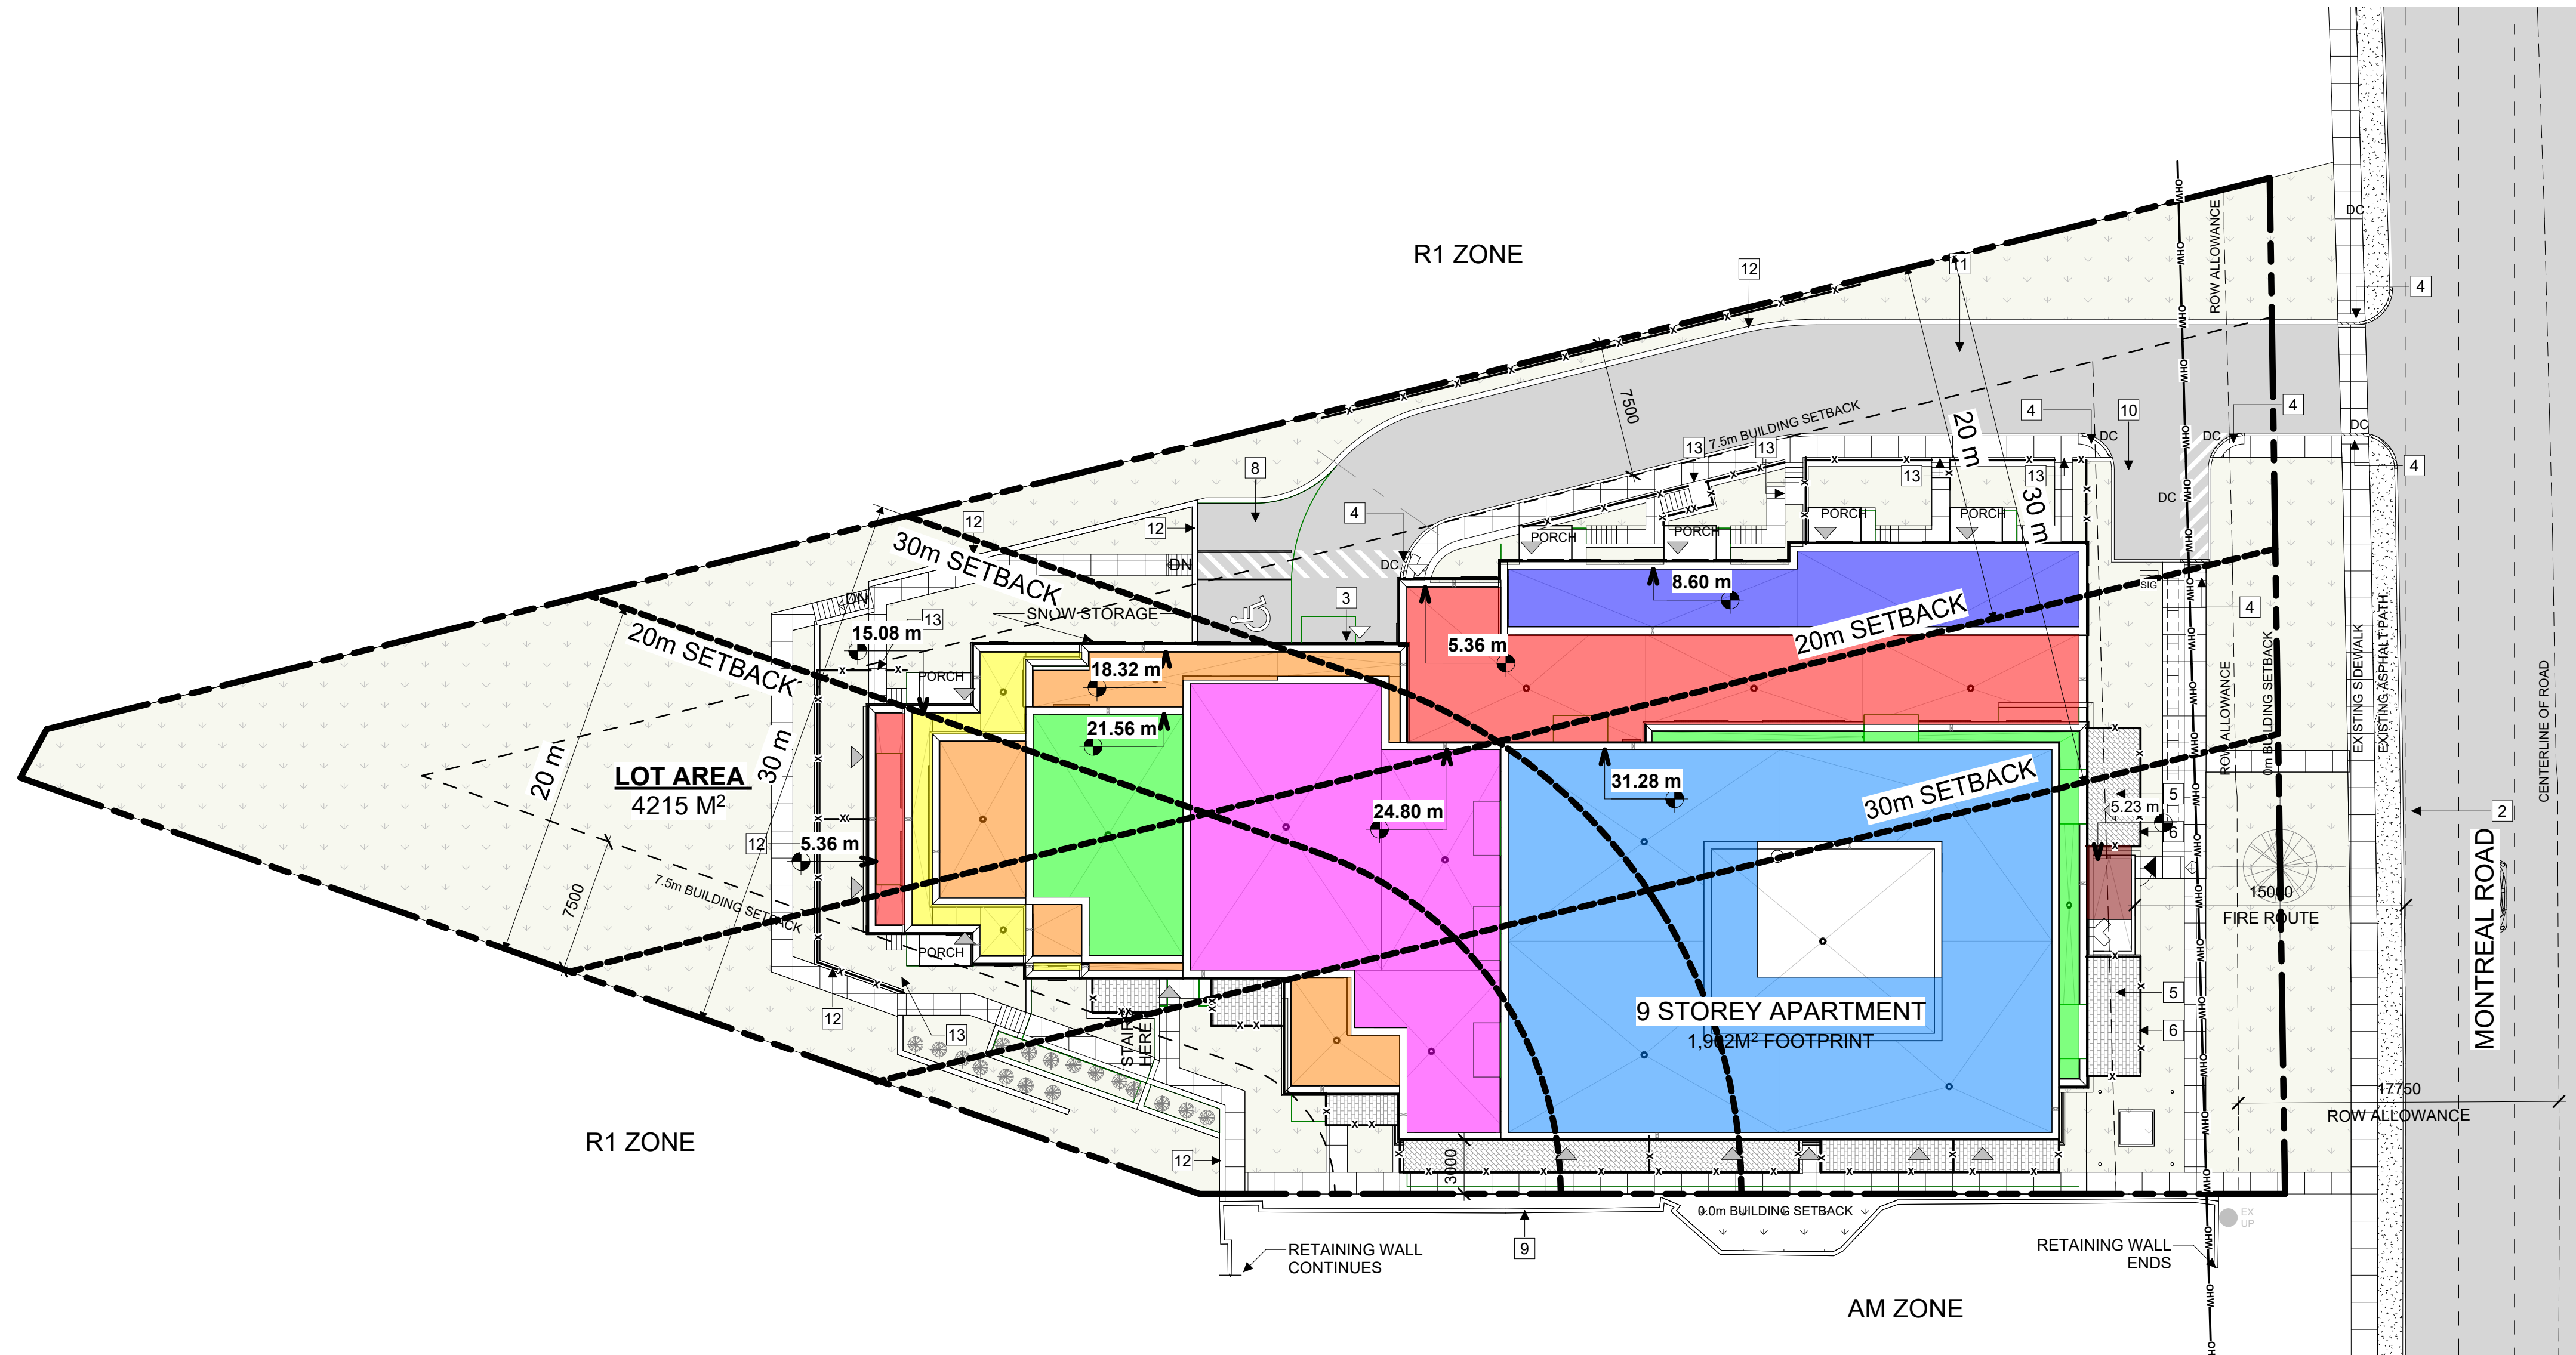 R1 ZONE
12
11
ROW ALLOWANCE
OHW
DC
4
7500
7.5m BUILDING SETBACK
20 m
30 m
4
10
4
DC
DC
DC
4
13
13
13
13
DC
8
12
12
4
PORCH
PORCH
PORCH
PORCH
30m SETBACK
DN
DC
DN
SNOW STORAGE
3
13
15.08 m
20m SETBACK
PORCH
18.32 m
5.36 m
8.60 m
20m SETBACK
SIG
4
21.56 m
31.28 m
24.80 m
30m SETBACK
LOT AREA
4215 M2
20 m
30 m
12
5.36 m
7500
7.5m BUILDING SETBACK
PORCH
12
13
STAIR
HERE
9 STOREY APARTMENT
1,902M2 FOOTPRINT
5
5.23 m
6
5
6
ROW ALLOWANCE
0m BUILDING SETBACK
EXISTING SIDEWALK
EXISTING ASPHALT PATH
CENTERLINE OF ROAD
2
MONTREAL ROAD
15000
FIRE ROUTE
17750
ROW ALLOWANCE
R1 ZONE
12
3000
0.0m BUILDING SETBACK
9
RETAINING WALL
CONTINUES
RETAINING WALL
ENDS
EX
UP
AM ZONE